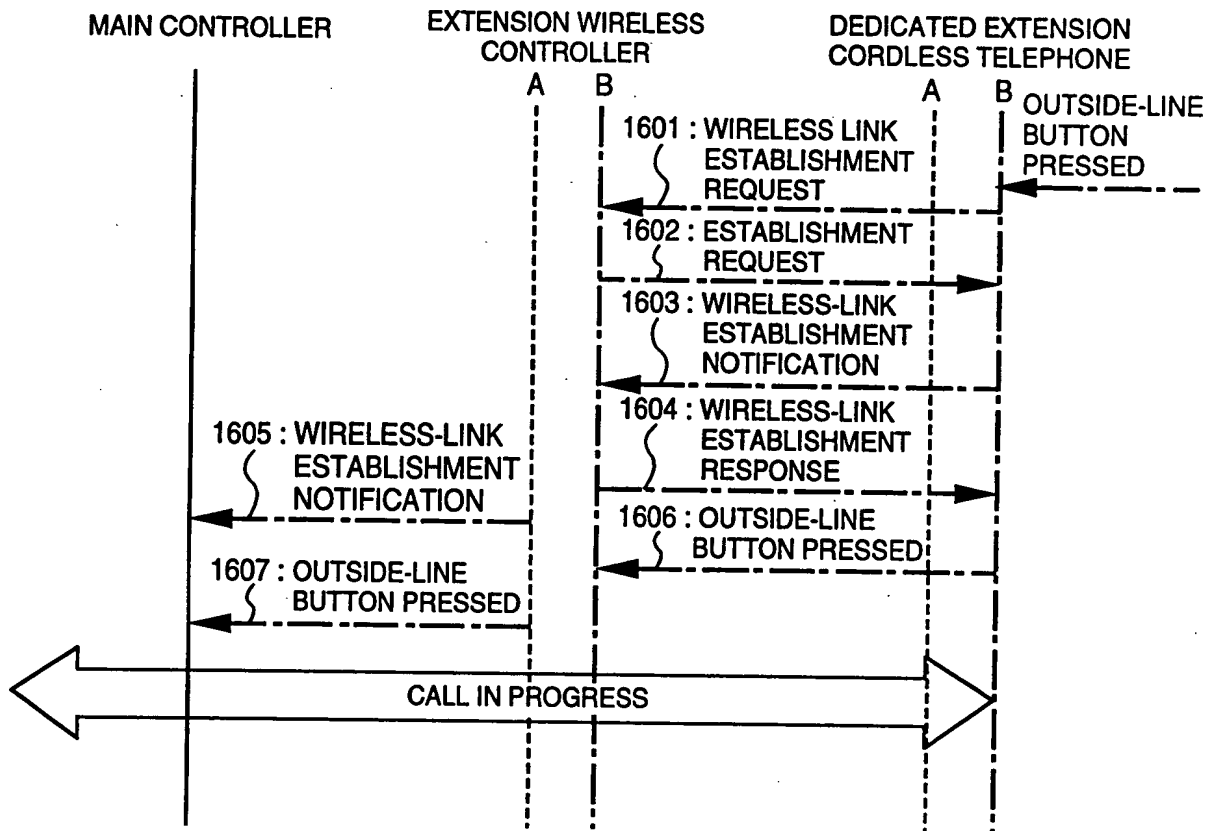 MAIN CONTROLLER
EXTENSION WIRELESS
CONTROLLER
DEDICATED EXTENSION
CORDLESS TELEPHONE
A
B
A
B
OUTSIDE-LINE
BUTTON
PRESSED
1601 : WIRELESS LINK
ESTABLISHMENT
REQUEST
1602 : ESTABLISHMENT
REQUEST
1603 : WIRELESS-LINK
ESTABLISHMENT
NOTIFICATION
1604 : WIRELESS-LINK
ESTABLISHMENT
RESPONSE
1605 : WIRELESS-LINK
ESTABLISHMENT
NOTIFICATION
1606 : OUTSIDE-LINE
BUTTON PRESSED
1607 : OUTSIDE-LINE
BUTTON PRESSED
CALL IN PROGRESS